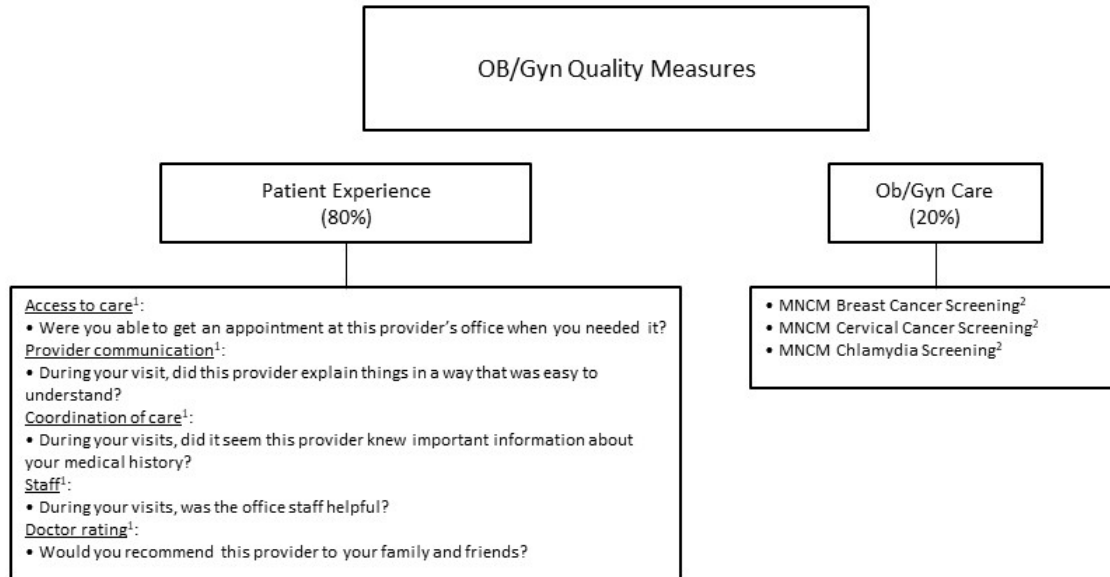 OB/Gyn Quality Measures
Patient Experience
(80%)
Ob/Gyn Care
(20%)
Access to care¹:
• Were you able to get an appointment at this provider's office when you needed it?
Provider communication¹:
• During your visit, did this provider explain things in a way that was easy to
understand?
Coordination of care¹:
• During your visits, did it seem this provider knew important information about
your medical history?
Staff¹:
• During your visits, was the office staff helpful?
Doctor rating¹:
• Would you recommend this provider to your family and friends?
• MNCM Breast Cancer Screening²
• MNCM Cervical Cancer Screening²
• MNCM Chlamydia Screening²